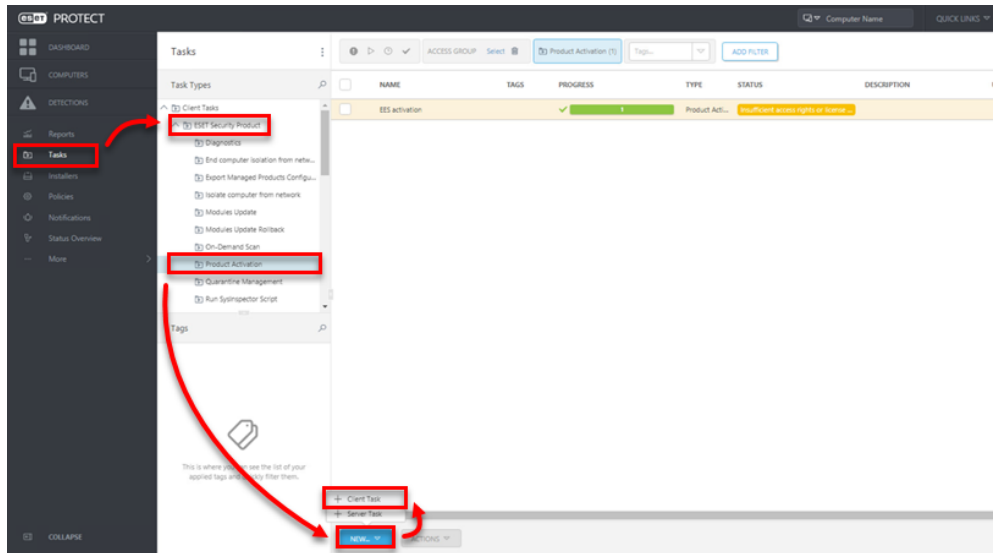 eset PROTECT
Computer Name
QUICK LINKS
DASHBOARD
COMPUTERS
DETECTIONS
Reports
Tasks
Installers
Policies
Notifications
Status Overview
More
COLLAPSE
Tasks
Task Types
Client Tasks
ESET Security Product
Diagnostics
End computer isolation from netw...
Export Managed Products Configu...
Isolate computer from network
Modules Update
Modules Update Rollback
On-Demand Scan
Product Activation
Quarantine Management
Run SysInspector Script
Tags
This is where you can see the list of your
applied tags and quickly filter them.
ACCESS GROUP Select
Product Activation (1)
Tags...
ADD FILTER
NAME TAGS PROGRESS TYPE STATUS DESCRIPTION
EES activation 1 Product Acti... Insufficient access rights or license ...
Client Task
Server Task
NEW... ACTIONS